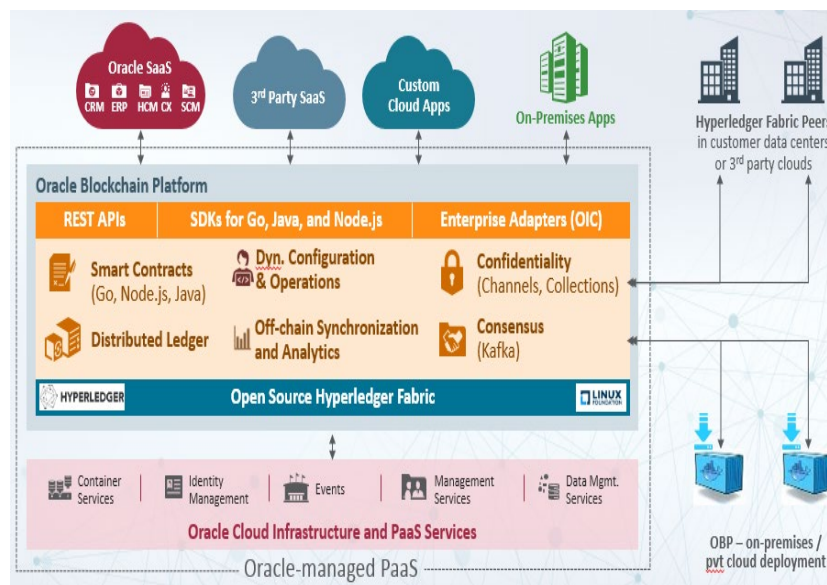 Oracle SaaS
CRM ERP HCM CX SCM
3rd Party SaaS
Custom
Cloud Apps
On-Premises Apps
Hyperledger Fabric Peers
in customer data centers
or 3rd party clouds
Oracle Blockchain Platform
REST APIs
SDKs for Go, Java, and Node.js
Enterprise Adapters (OIC)
Smart Contracts
(Go, Node.js, Java)
Dyn. Configuration
& Operations
Confidentiality
(Channels, Collections)
Distributed Ledger
Off-chain Synchronization
and Analytics
Consensus
(Kafka)
HYPERLEDGER
Open Source Hyperledger Fabric
LINUX
FOUNDATION
Container
Services
Identity
Management
Events
Management
Services
Data Mgmt.
Services
Oracle Cloud Infrastructure and PaaS Services
Oracle-managed PaaS
OBP – on-premises /
pvt cloud deployment